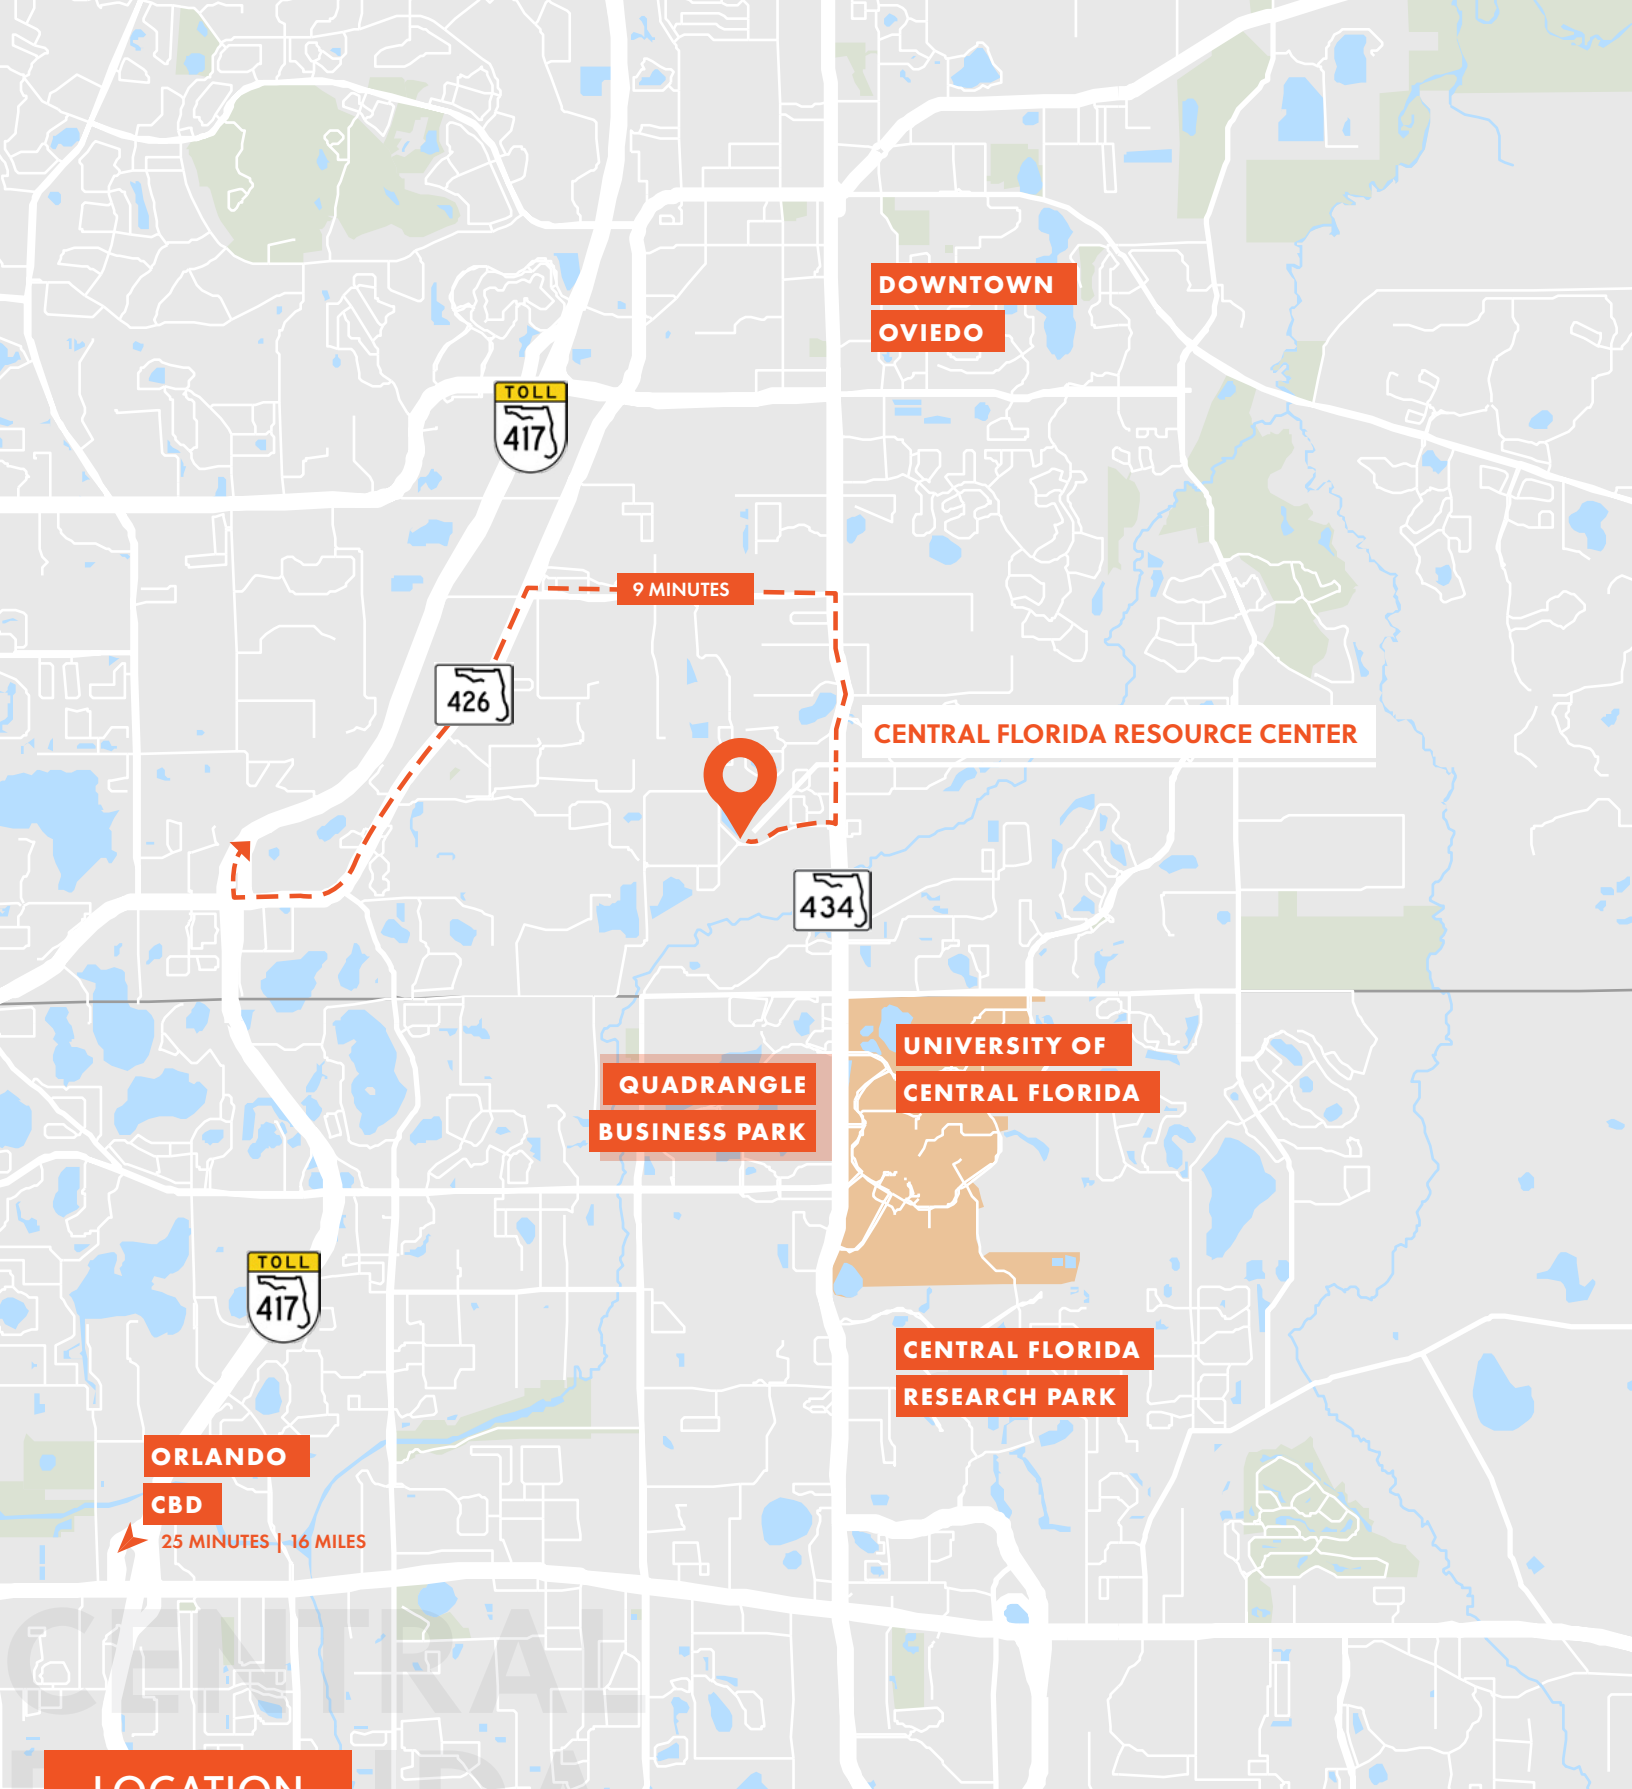 DOWNTOWN
OVIEDO
TOLL
417
9 MINUTES
426
CENTRAL FLORIDA RESOURCE CENTER
434
UNIVERSITY OF
CENTRAL FLORIDA
QUADRANGLE
BUSINESS PARK
TOLL
417
CENTRAL FLORIDA
RESEARCH PARK
ORLANDO
CBD
25 MINUTES | 16 MILES
CENTRAL
LOCATION